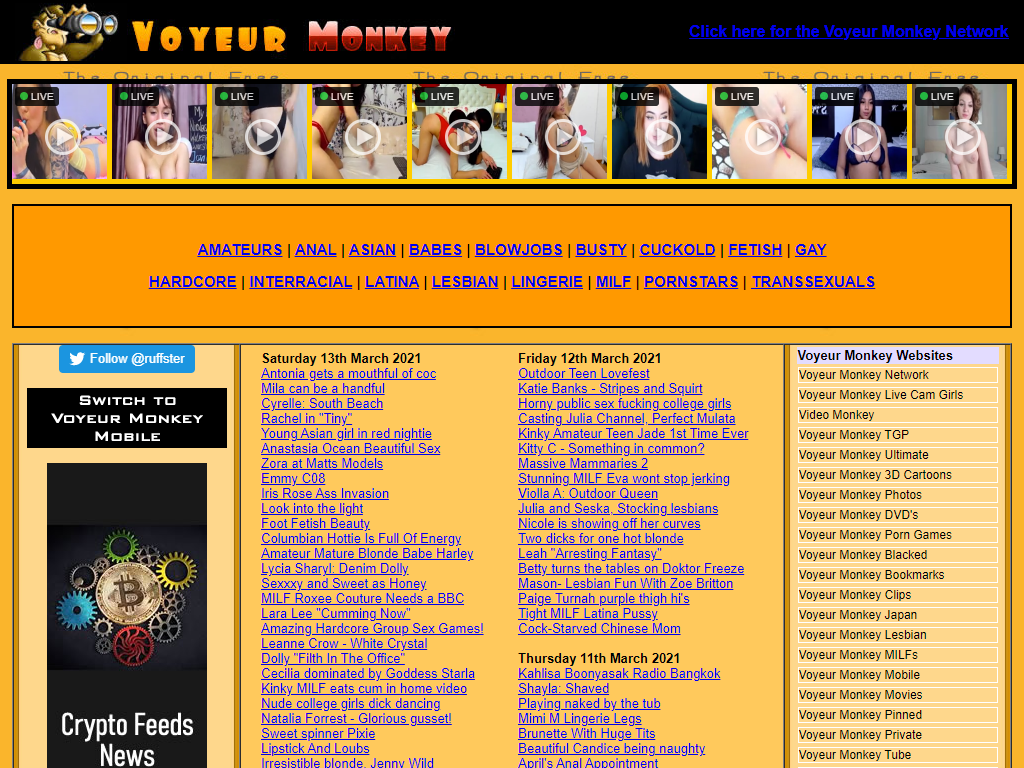 VOYEUR MONKEY
Click here for the Voyeur Monkey Network
The Original Free The Original Free The Original Free
LIVE LIVE LIVE LIVE LIVE LIVE LIVE LIVE LIVE LIVE
AMATEURS | ANAL | ASIAN | BABES | BLOWJOBS | BUSTY | CUCKOLD | FETISH | GAY
HARDCORE | INTERRACIAL | LATINA | LESBIAN | LINGERIE | MILF | PORNSTARS | TRANSSEXUALS
Follow @ruffster
SWITCH TO
VOYEUR MONKEY
MOBILE
Crypto Feeds
News
Saturday 13th March 2021
Antonia gets a mouthful of coc
Mila can be a handful
Cyrelle: South Beach
Rachel in "Tiny"
Young Asian girl in red nightie
Anastasia Ocean Beautiful Sex
Zora at Matts Models
Emmy C08
Iris Rose Ass Invasion
Look into the light
Foot Fetish Beauty
Columbian Hottie Is Full Of Energy
Amateur Mature Blonde Babe Harley
Lycia Sharyl: Denim Dolly
Sexxxy and Sweet as Honey
MILF Roxee Couture Needs a BBC
Lara Lee "Cumming Now"
Amazing Hardcore Group Sex Games!
Leanne Crow - White Crystal
Dolly "Filth In The Office"
Cecilia dominated by Goddess Starla
Kinky MILF eats cum in home video
Nude college girls dick dancing
Natalia Forrest - Glorious gusset!
Sweet spinner Pixie
Lipstick And Loubs
Irresistible blonde, Jenny Wild
Friday 12th March 2021
Outdoor Teen Lovefest
Katie Banks - Stripes and Squirt
Horny public sex fucking college girls
Casting Julia Channel, Perfect Mulata
Kinky Amateur Teen Jade 1st Time Ever
Kitty C - Something in common?
Massive Mammaries 2
Stunning MILF Eva wont stop jerking
Violla A: Outdoor Queen
Julia and Seska, Stocking lesbians
Nicole is showing off her curves
Two dicks for one hot blonde
Leah "Arresting Fantasy"
Betty turns the tables on Doktor Freeze
Mason- Lesbian Fun With Zoe Britton
Paige Turnah purple thigh hi's
Tight MILF Latina Pussy
Cock-Starved Chinese Mom
Thursday 11th March 2021
Kahlisa Boonyasak Radio Bangkok
Shayla: Shaved
Playing naked by the tub
Mimi M Lingerie Legs
Brunette With Huge Tits
Beautiful Candice being naughty
April's Anal Appointment
Voyeur Monkey Websites
Voyeur Monkey Network
Voyeur Monkey Live Cam Girls
Video Monkey
Voyeur Monkey TGP
Voyeur Monkey Ultimate
Voyeur Monkey 3D Cartoons
Voyeur Monkey Photos
Voyeur Monkey DVD's
Voyeur Monkey Porn Games
Voyeur Monkey Blacked
Voyeur Monkey Bookmarks
Voyeur Monkey Clips
Voyeur Monkey Japan
Voyeur Monkey Lesbian
Voyeur Monkey MILFs
Voyeur Monkey Mobile
Voyeur Monkey Movies
Voyeur Monkey Pinned
Voyeur Monkey Private
Voyeur Monkey Tube